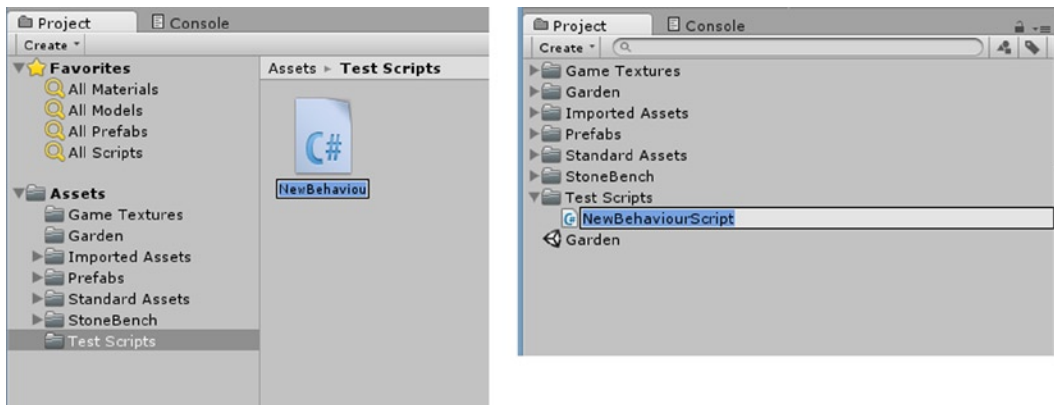 Project
Console
Create
Favorites
All Materials
All Models
All Prefabs
All Scripts
Assets
Game Textures
Garden
Imported Assets
Prefabs
Standard Assets
StoneBench
Test Scripts
Assets ▸ Test Scripts
C#
NewBehaviou
Project
Console
Create
Game Textures
Garden
Imported Assets
Prefabs
Standard Assets
StoneBench
Test Scripts
C# NewBehaviourScript
Garden